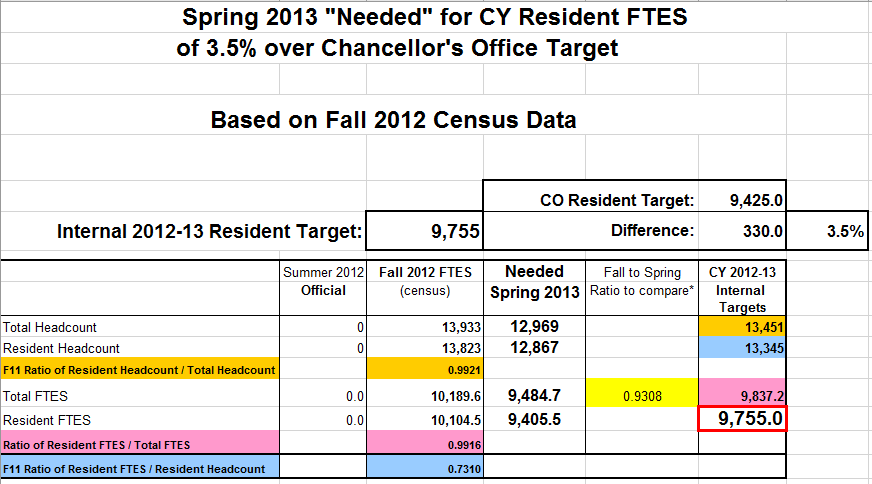 Spring 2013 "Needed" for CY Resident FTES
of 3.5% over Chancellor's Office Target
Based on Fall 2012 Census Data
CO Resident Target: 9,425.0
Internal 2012-13 Resident Target: 9,755 Difference: 330.0 3.5%
Summer 2012 Fall 2012 FTES Needed Fall to Spring CY 2012-13
Official (census) Spring 2013 Ratio to compare* Internal
Targets
Total Headcount 0 13,933 12,969 13,451
Resident Headcount 0 13,823 12,867 13,345
F11 Ratio of Resident Headcount / Total Headcount 0.9921
Total FTES 0.0 10,189.6 9,484.7 0.9308 9,837.2
Resident FTES 0.0 10,104.5 9,405.5 9,755.0
Ratio of Resident FTES / Total FTES 0.9916
F11 Ratio of Resident FTES / Resident Headcount 0.7310